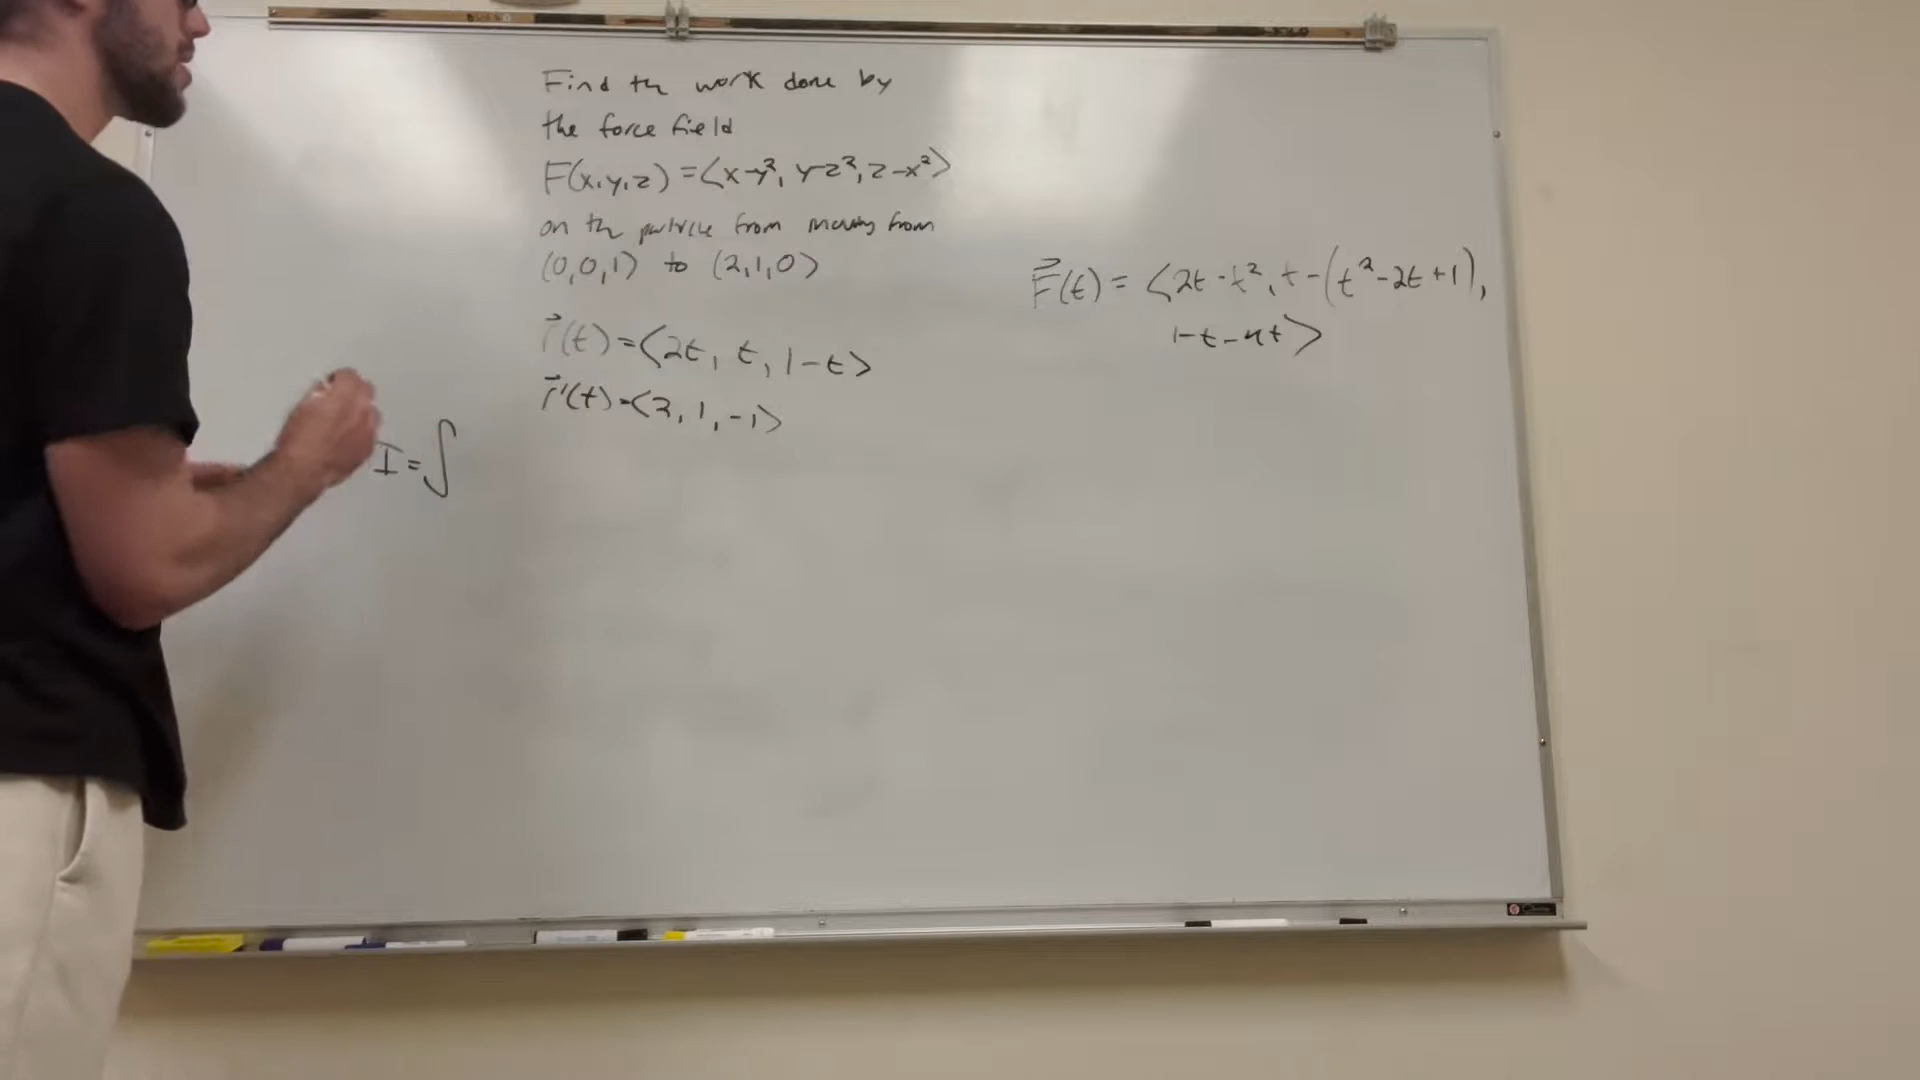 Find the work done by
the force field
F(x,y,z) = ⟨x-y², y-z², z-x²⟩
on the particle from moving from
(0,0,1) to (2,1,0)
r⃗(t) = ⟨2t, t, 1-t⟩
r⃗'(t) = ⟨2, 1, -1⟩
I = ∫
F⃗(t) = ⟨2t - t², t - (t² - 2t + 1),
1-t-4t⟩